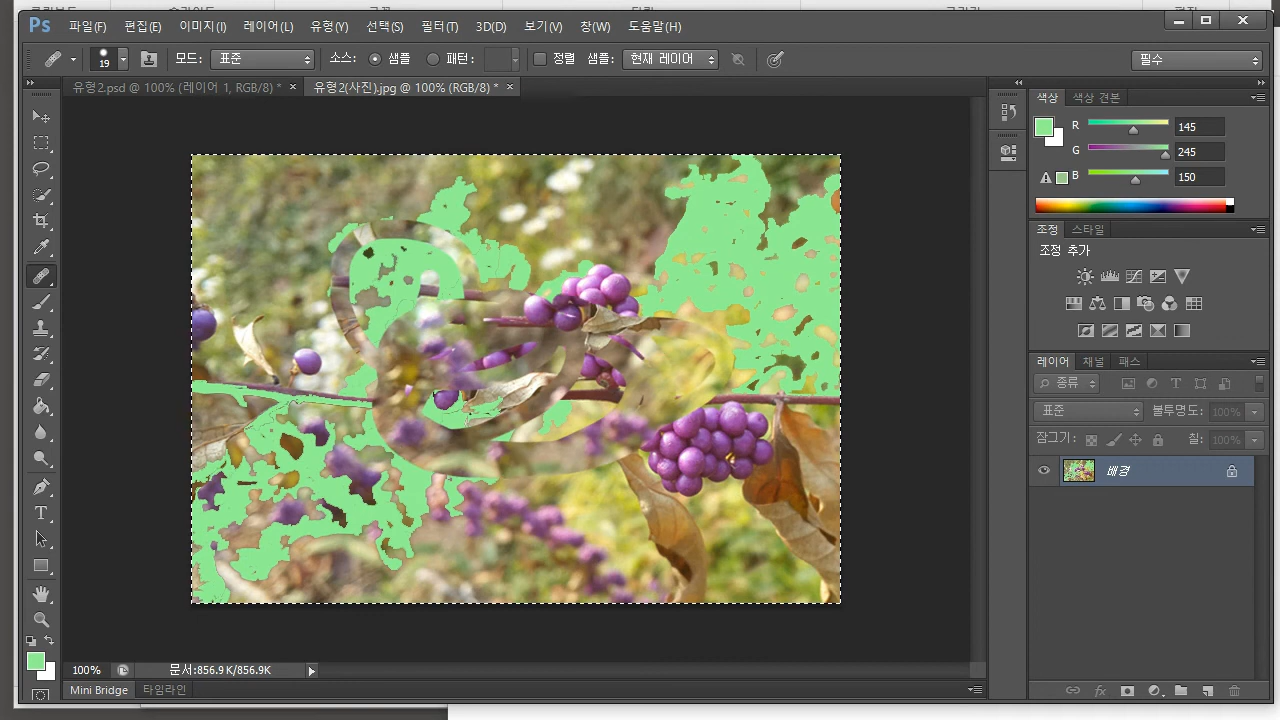 Ps 파일(F) 편집(E) 이미지(I) 레이어(L) 유형(Y) 선택(S) 필터(T) 3D(D) 보기(V) 창(W) 도움말(H)
19 모드: 표준 소스: 샘플 패턴: 정렬 샘플: 현재 레이어 필수
유형2.psd @ 100% (레이어 1, RGB/8) * × 유형2(사진).jpg @ 100% (RGB/8) * ×
색상 색상 견본
R 145
G 245
B 150
조정 스타일
조정 추가
레이어 채널 패스
종류
표준 불투명도: 100%
잠그기: 칠: 100%
배경
100% 문서:856.9K/856.9K
Mini Bridge 타임라인